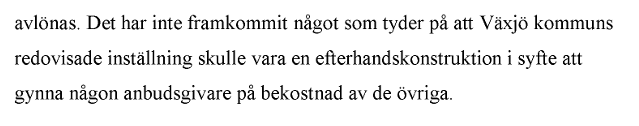 avlönas. Det har inte framkommit något som tyder på att Växjö kommuns
redovisade inställning skulle vara en efterhandskonstruktion i syfte att
gynna någon anbudsgivare på bekostnad av de övriga.